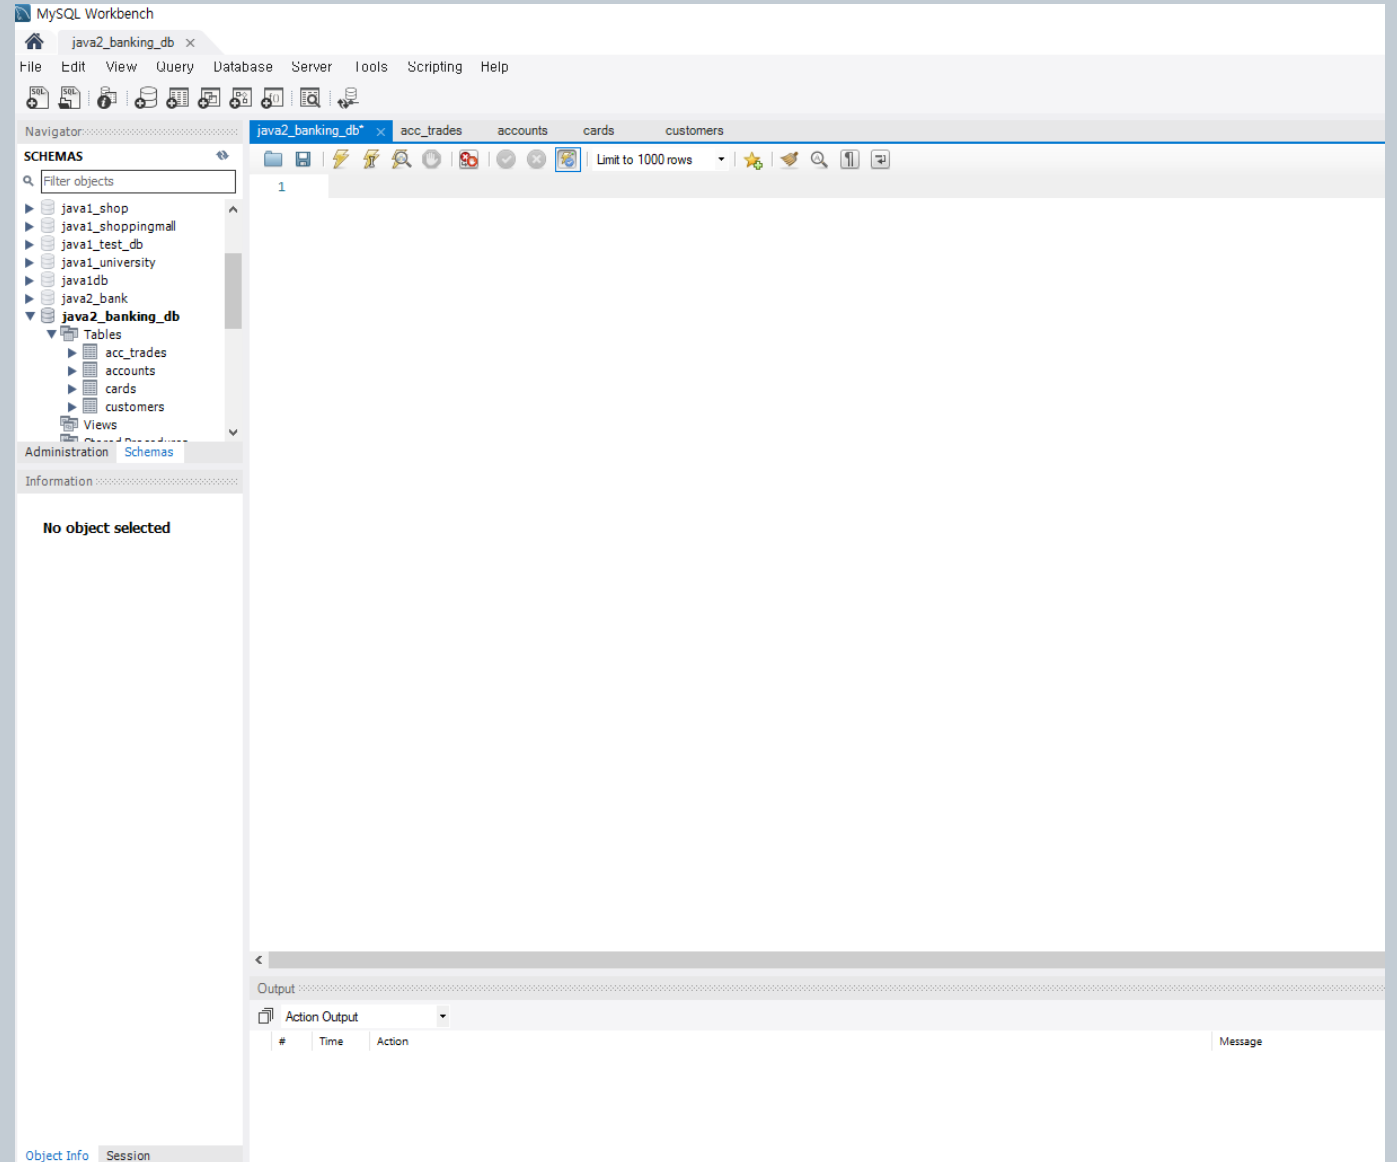 MySQL Workbench
java2_banking_db
File Edit View Query Database Server Tools Scripting Help
Navigator
SCHEMAS
Filter objects
java1_shop
java1_shoppingmall
java1_test_db
java1_university
java1db
java2_bank
java2_banking_db
Tables
acc_trades
accounts
cards
customers
Views
Stored Procedures
Administration Schemas
Information
No object selected
Object Info Session
java2_banking_db* acc_trades accounts cards customers
Limit to 1000 rows
1
Output
Action Output
# Time Action Message